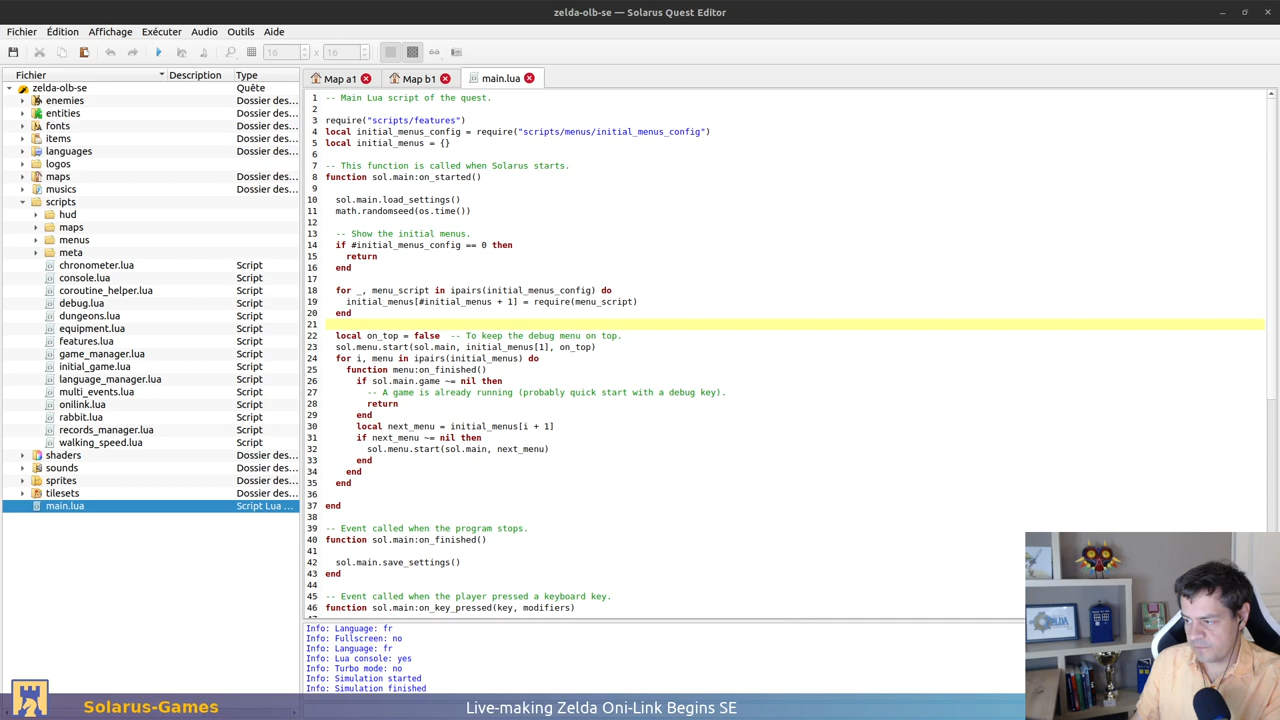 zelda-olb-se — Solarus Quest Editor
Fichier Édition Affichage Exécuter Audio Outils Aide
16 x 16
Fichier Description Type
zelda-olb-se Quête
enemies Dossier des...
entities Dossier des...
fonts Dossier des...
items Dossier des...
languages Dossier des...
logos
maps Dossier des...
musics Dossier des...
scripts
hud
maps
menus
meta
chronometer.lua Script
console.lua Script
coroutine_helper.lua Script
debug.lua Script
dungeons.lua Script
equipment.lua Script
features.lua Script
game_manager.lua Script
initial_game.lua Script
language_manager.lua Script
multi_events.lua Script
onilink.lua Script
rabbit.lua Script
records_manager.lua Script
walking_speed.lua Script
shaders Dossier des...
sounds Dossier des...
sprites Dossier des...
tilesets Dossier des...
main.lua Script Lua ...
Map a1 Map b1 main.lua
1 -- Main Lua script of the quest.
2
3 require("scripts/features")
4 local initial_menus_config = require("scripts/menus/initial_menus_config")
5 local initial_menus = {}
6
7 -- This function is called when Solarus starts.
8 function sol.main:on_started()
9
10 sol.main.load_settings()
11 math.randomseed(os.time())
12
13 -- Show the initial menus.
14 if #initial_menus_config == 0 then
15 return
16 end
17
18 for _, menu_script in ipairs(initial_menus_config) do
19 initial_menus[#initial_menus + 1] = require(menu_script)
20 end
21
22 local on_top = false -- To keep the debug menu on top.
23 sol.menu.start(sol.main, initial_menus[1], on_top)
24 for i, menu in ipairs(initial_menus) do
25 function menu:on_finished()
26 if sol.main.game ~= nil then
27 -- A game is already running (probably quick start with a debug key).
28 return
29 end
30 local next_menu = initial_menus[i + 1]
31 if next_menu ~= nil then
32 sol.menu.start(sol.main, next_menu)
33 end
34 end
35 end
36
37 end
38
39 -- Event called when the program stops.
40 function sol.main:on_finished()
41
42 sol.main.save_settings()
43 end
44
45 -- Event called when the player pressed a keyboard key.
46 function sol.main:on_key_pressed(key, modifiers)
Info: Language: fr
Info: Fullscreen: no
Info: Language: fr
Info: Lua console: yes
Info: Turbo mode: no
Info: Simulation started
Info: Simulation finished
Solarus-Games
Live-making Zelda Oni-Link Begins SE